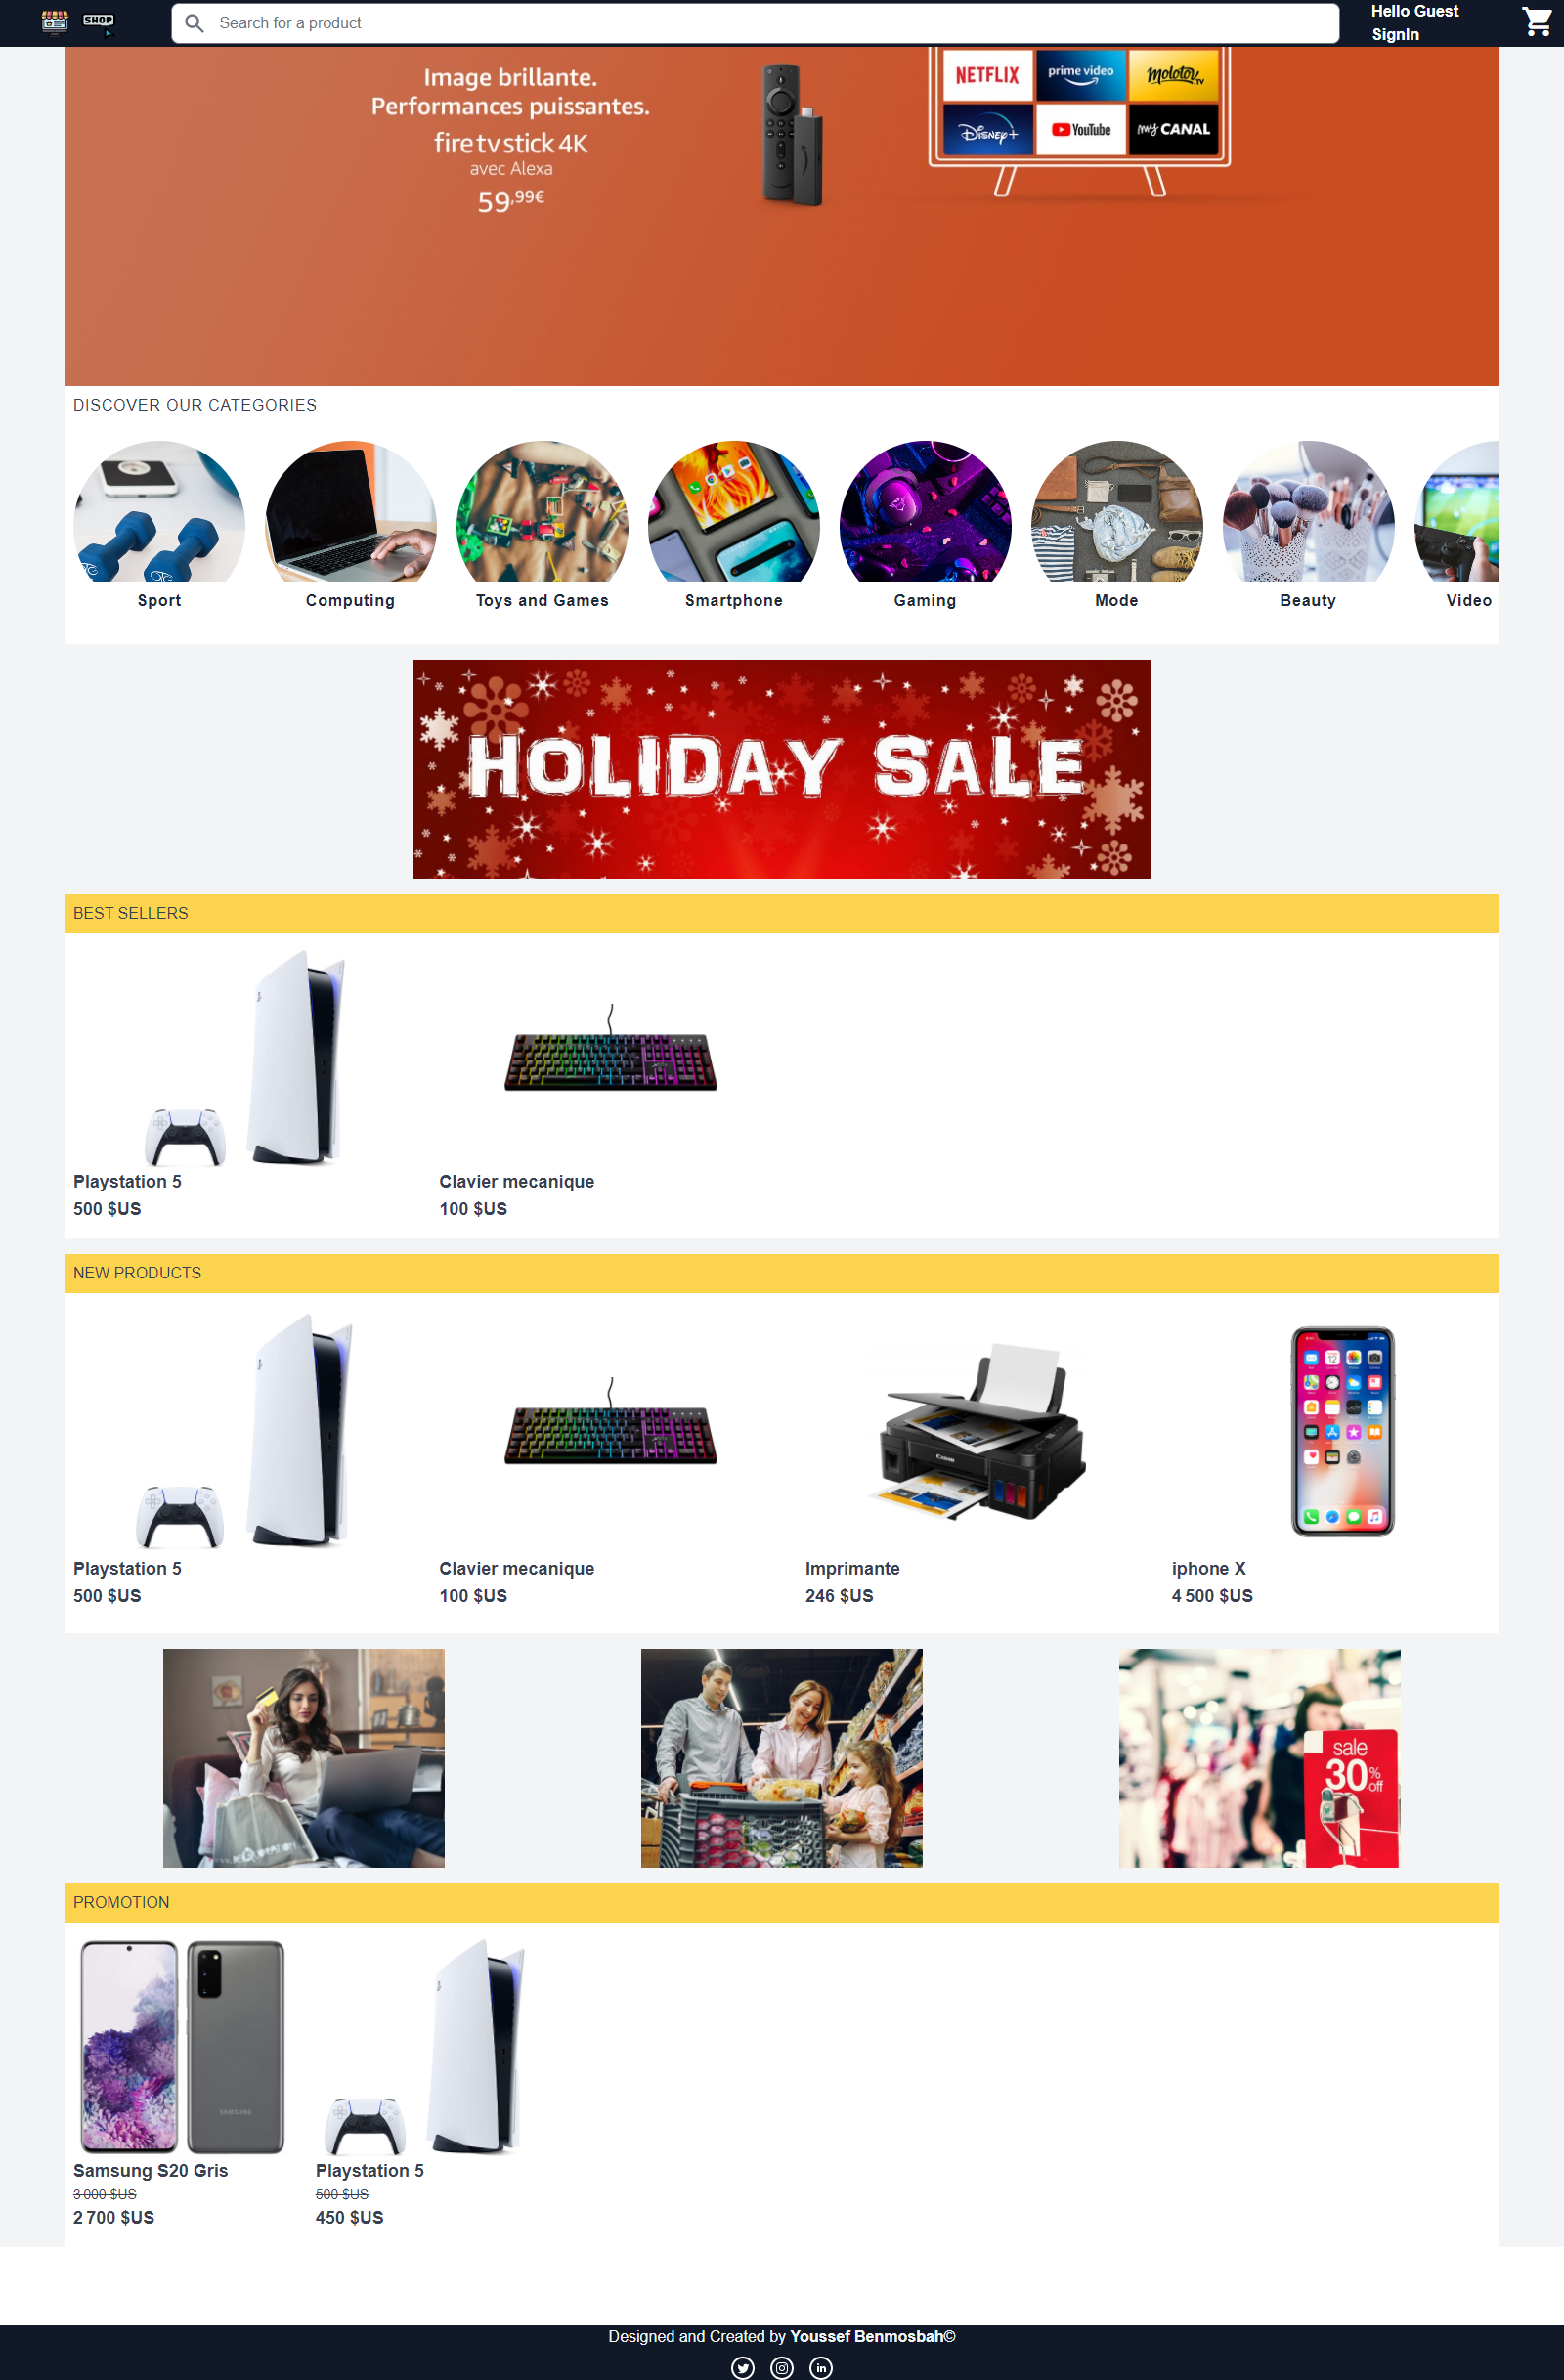 SHOP
Search for a product
Hello Guest
SignIn
Image brillante.
Performances puissantes.
fire tv stick 4K
avec Alexa
59,99€
NETFLIX
prime video
molotov.tv
Disney+
YouTube
my CANAL
DISCOVER OUR CATEGORIES
Sport
Computing
Toys and Games
Smartphone
Gaming
Mode
Beauty
Video
HOLIDAY SALE
BEST SELLERS
Playstation 5
500 $US
Clavier mecanique
100 $US
NEW PRODUCTS
Canon
Playstation 5
500 $US
Clavier mecanique
100 $US
Imprimante
246 $US
iphone X
4 500 $US
sale
30% off
PROMOTION
SAMSUNG
Samsung S20 Gris
3 000 $US
2 700 $US
Playstation 5
500 $US
450 $US
Designed and Created by Youssef Benmosbah©